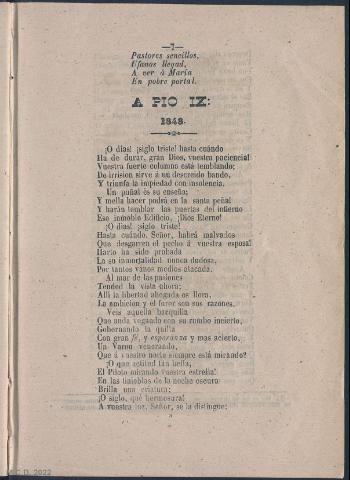 —7—
Pastores sencillos,
Ufanos llegad,
A ver á María
En pobre portal.
A PIO IX:
1848.
¡O dias! ¡siglo triste! hasta cuándo
Ha de durar, gran Dios, vuestra paciencia!
Vuestra fuerte columna está temblando;
De irrision sirve á un descreido bando,
Y triunfa la impiedad con insolencia.
Un puñal és su enseña;
Y mella hacer podrá en la santa peña!
Y harán temblar las puertas del infierno
Ese inmoble Edificio, ¡Dios Eterno!
¡O dias! ¡siglo triste!
Hasta cuándo, Señor, habrá malvados
Que desgarren el pecho á vuestra esposa!
Harto ha sido probada
La su inmortalidad nunca dudosa,
Por tantos vanos medios atacada.
Al mar de las pasiones
Tended la vista ahora;
Allí la libertad ahogada se llora,
La ambicion y el furor son sus razones.
Veis aquella barquilla
Que anda vogando con su rumbo incierto,
Gobernando la quilla
Con gran fé, y esperanza y mas acierto,
Un Varon venerando,
Que á vuestro norte siempre está mirando?
¡O que actitud tan bella,
El Piloto mirando vuestra estrella!
En las tinieblas de la noche oscura
Brilla una criatura;
¡O siglo, qué hermosura!
A vuestra luz, Señor, se la distingue;
C.D. 2022